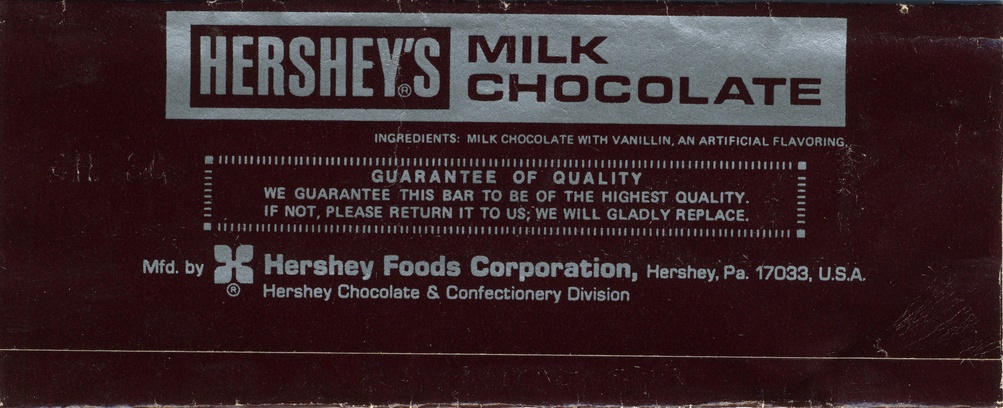 HERSHEY'S® MILK
CHOCOLATE
INGREDIENTS: MILK CHOCOLATE WITH VANILLIN, AN ARTIFICIAL FLAVORING.
GUARANTEE OF QUALITY
WE GUARANTEE THIS BAR TO BE OF THE HIGHEST QUALITY.
IF NOT, PLEASE RETURN IT TO US; WE WILL GLADLY REPLACE.
Mfd. by ® Hershey Foods Corporation, Hershey, Pa. 17033, U.S.A.
Hershey Chocolate & Confectionery Division